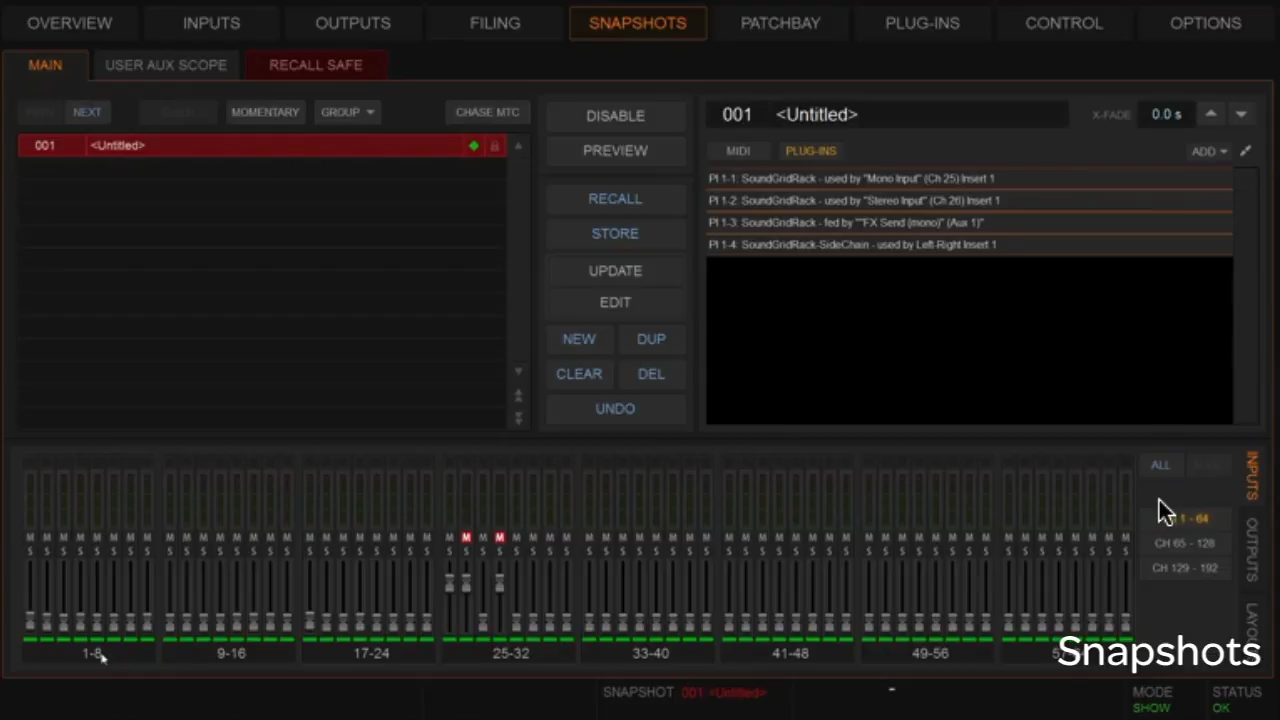 OVERVIEW INPUTS OUTPUTS FILING SNAPSHOTS PATCHBAY PLUG-INS CONTROL OPTIONS
MAIN USER AUX SCOPE RECALL SAFE
NEXT MOMENTARY GROUP CHASE MTC
001 <Untitled>
DISABLE
PREVIEW
RECALL
STORE
UPDATE
EDIT
NEW DUP
CLEAR DEL
UNDO
001 <Untitled> X-FADE 0.0 s
MIDI PLUG-INS ADD
PI 1-1: SoundGridRack - used by "Mono Input" (Ch 25) Insert 1
PI 1-2: SoundGridRack - used by "Stereo Input" (Ch 26) Insert 1
PI 1-3: SoundGridRack - fed by ""FX Send (mono)" (Aux 1)"
PI 1-4: SoundGridRack-SideChain - used by Left-Right Insert 1
M M M M M M M M M M M M M M M M M M M M M M M M M M M M M M M M M M M M M M M M M M M M M M M M M M M M M M M M M M M M M M M M
S S S S S S S S S S S S S S S S S S S S S S S S S S S S S S S S S S S S S S S S S S S S S S S S S S S S S S S S S S S S S S S S
1-8 9-16 17-24 25-32 33-40 41-48 49-56
ALL
1 - 64
CH 65 - 128
CH 129 - 192
INPUTS
OUTPUTS
Snapshots
SNAPSHOT 001 <Untitled> -
MODE STATUS
SHOW OK